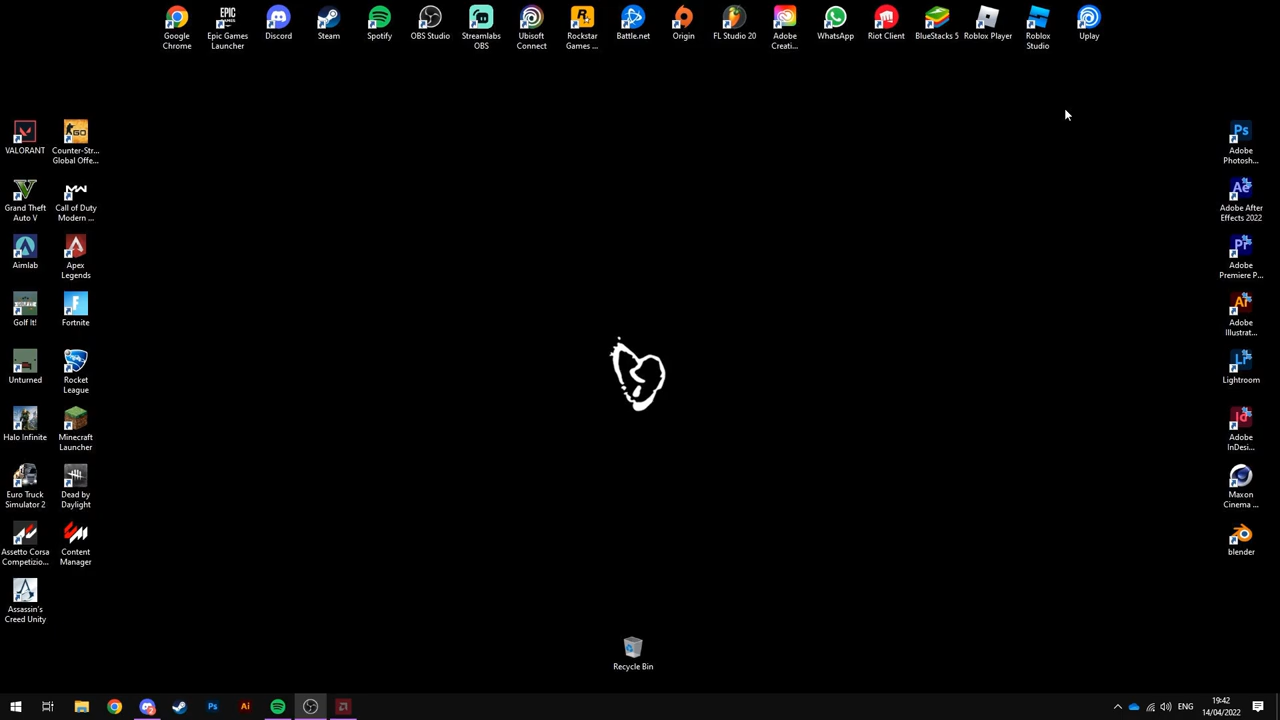 Google
Chrome
Epic Games
Launcher
Discord
Steam
Spotify
OBS Studio
Streamlabs
OBS
Ubisoft
Connect
Rockstar
Games ...
Battle.net
Origin
FL Studio 20
Adobe
Creati...
WhatsApp
Riot Client
BlueStacks 5
Roblox Player
Roblox
Studio
Uplay
VALORANT
Counter-Str...
Global Offe...
Grand Theft
Auto V
Call of Duty
Modern ...
Aimlab
Apex
Legends
Golf It!
Fortnite
Unturned
Rocket
League
Halo Infinite
Minecraft
Launcher
Euro Truck
Simulator 2
Dead by
Daylight
Assetto Corsa
Competizio...
Content
Manager
Assassin's
Creed Unity
Adobe
Photosh...
Adobe After
Effects 2022
Adobe
Premiere P...
Adobe
Illustrat...
Lightroom
Adobe
InDesi...
Maxon
Cinema ...
blender
Recycle Bin
ENG
19:42
14/04/2022